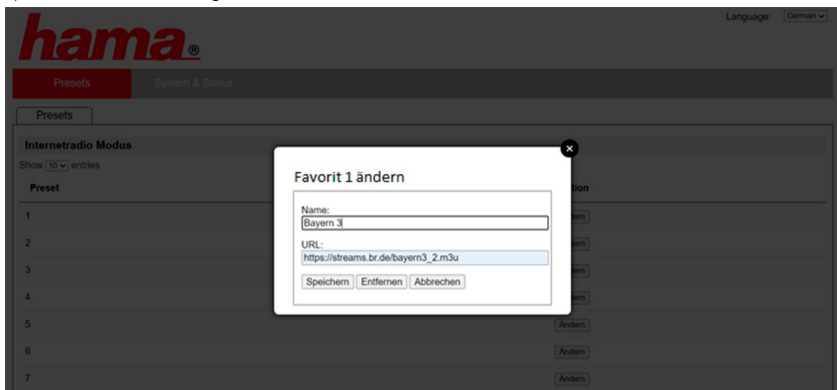 Language: German
hama®
Presets System & Status
Presets
Internetradio Modus
Show 10 entries
Preset
Favorit 1 ändern
Name:
Bayern 3
URL:
https://streams.br.de/bayern3_2.m3u
Speichern Entfernen Abbrechen
1
2
3
4
5 Ändern
6 Ändern
7 Ändern